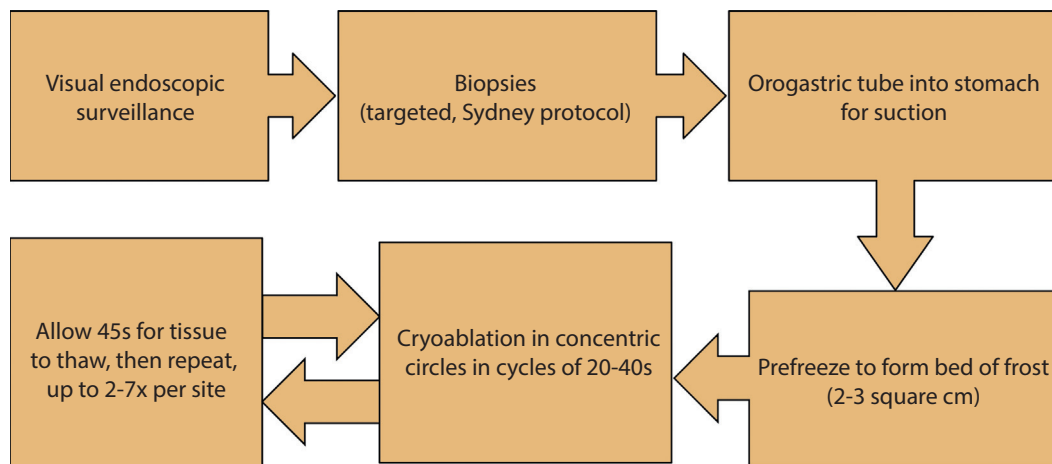 Visual endoscopic
surveillance
Biopsies
(targeted, Sydney protocol)
Orogastric tube into stomach
for suction
Prefreeze to form bed of frost
(2-3 square cm)
Cryoablation in concentric
circles in cycles of 20-40s
Allow 45s for tissue
to thaw, then repeat,
up to 2-7x per site